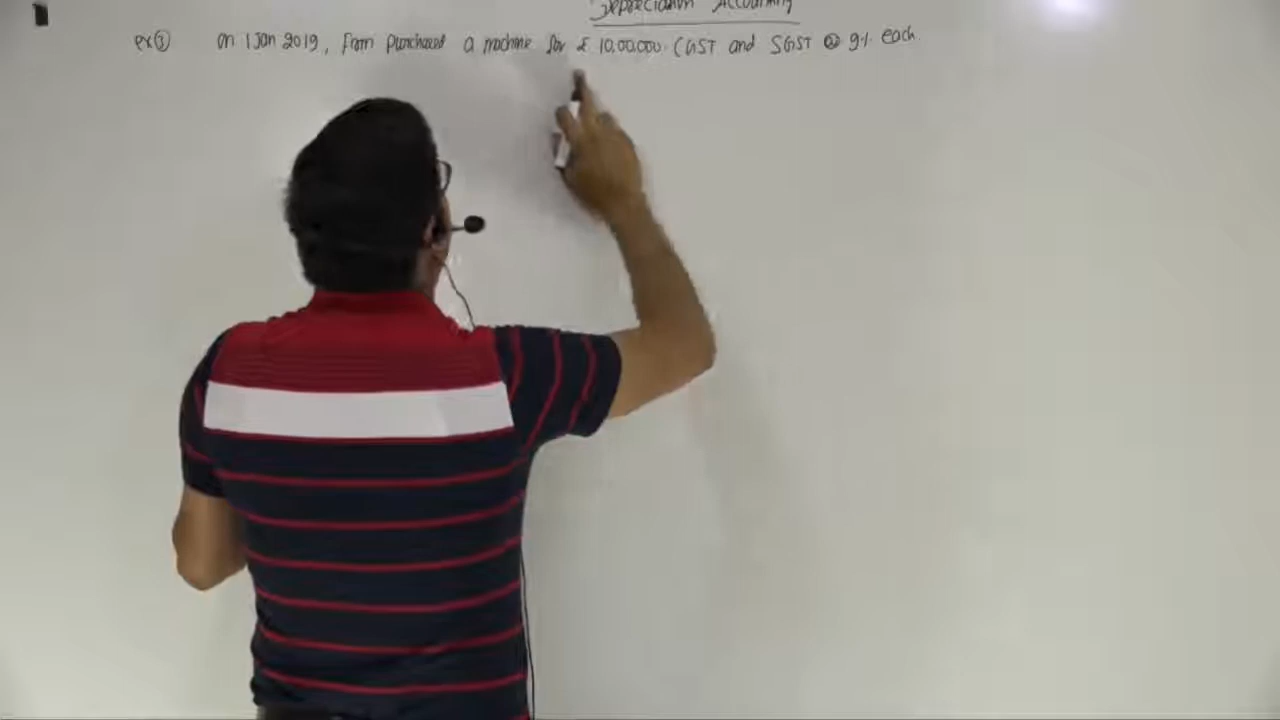 Depreciation Accounting
ex ① on 1 Jan 2019, From Purchased a machine for ₹ 10,00,000. CGST and SGST @ 9% each.